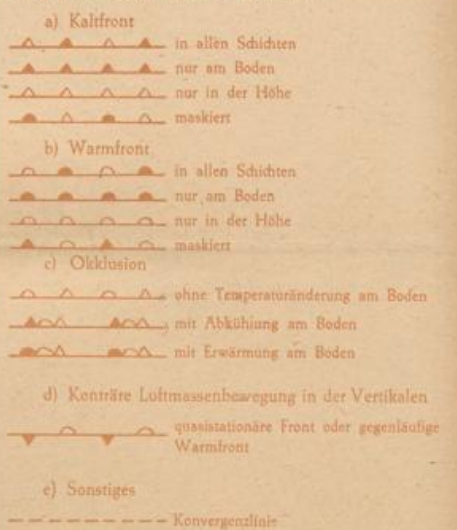 a) Kaltfront
in allen Schichten
nur am Boden
nur in der Höhe
maskiert
b) Warmfront
in allen Schichten
nur am Boden
nur in der Höhe
maskiert
c) Okklusion
ohne Temperaturänderung am Boden
mit Abkühlung am Boden
mit Erwärmung am Boden
d) Konträre Luftmassenbewegung in der Vertikalen
quasistationäre Front oder gegenläufige
Warmfront
e) Sonstiges
Konvergenzlinie